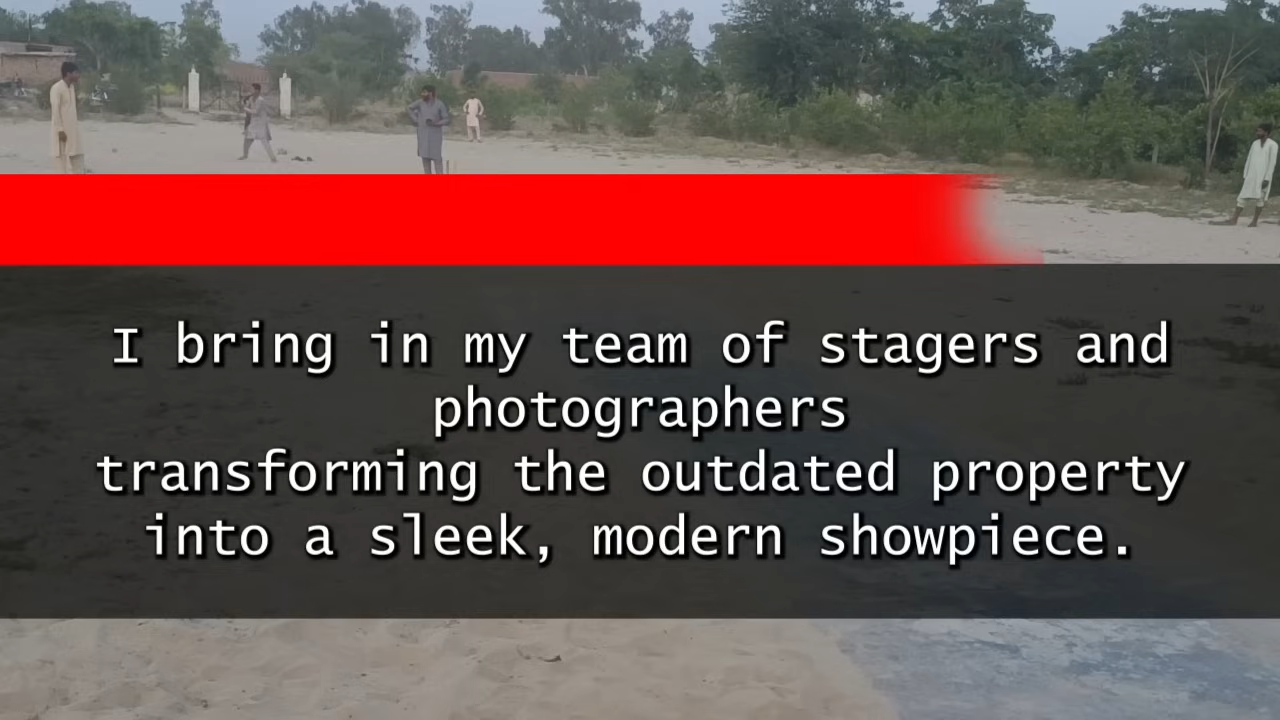 I bring in my team of stagers and
photographers
transforming the outdated property
into a sleek, modern showpiece.